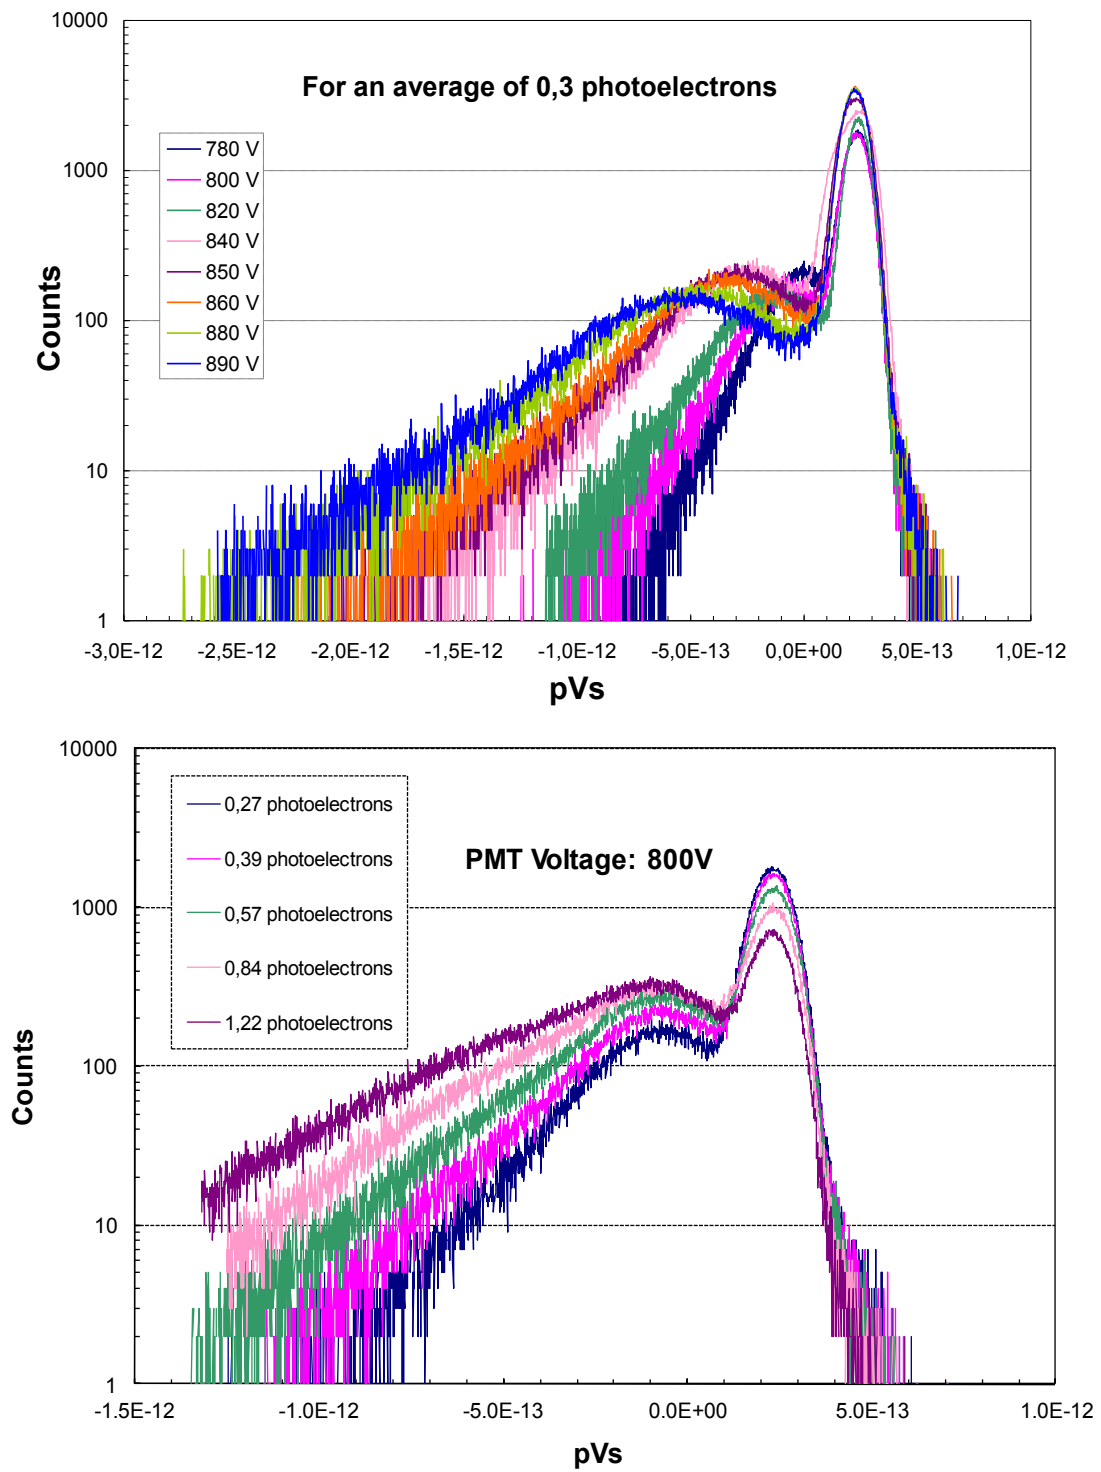 10000
For an average of 0,3 photoelectrons
780 V
800 V
820 V
840 V
850 V
860 V
880 V
890 V
1000
100
10
1
Counts
-3,0E-12 -2,5E-12 -2,0E-12 -1,5E-12 -1,0E-12 -5,0E-13 0,0E+00 5,0E-13 1,0E-12
pVs
10000
0,27 photoelectrons
0,39 photoelectrons
0,57 photoelectrons
0,84 photoelectrons
1,22 photoelectrons
PMT Voltage: 800V
1000
100
10
1
Counts
-1.5E-12 -1.0E-12 -5.0E-13 0.0E+00 5.0E-13 1.0E-12
pVs